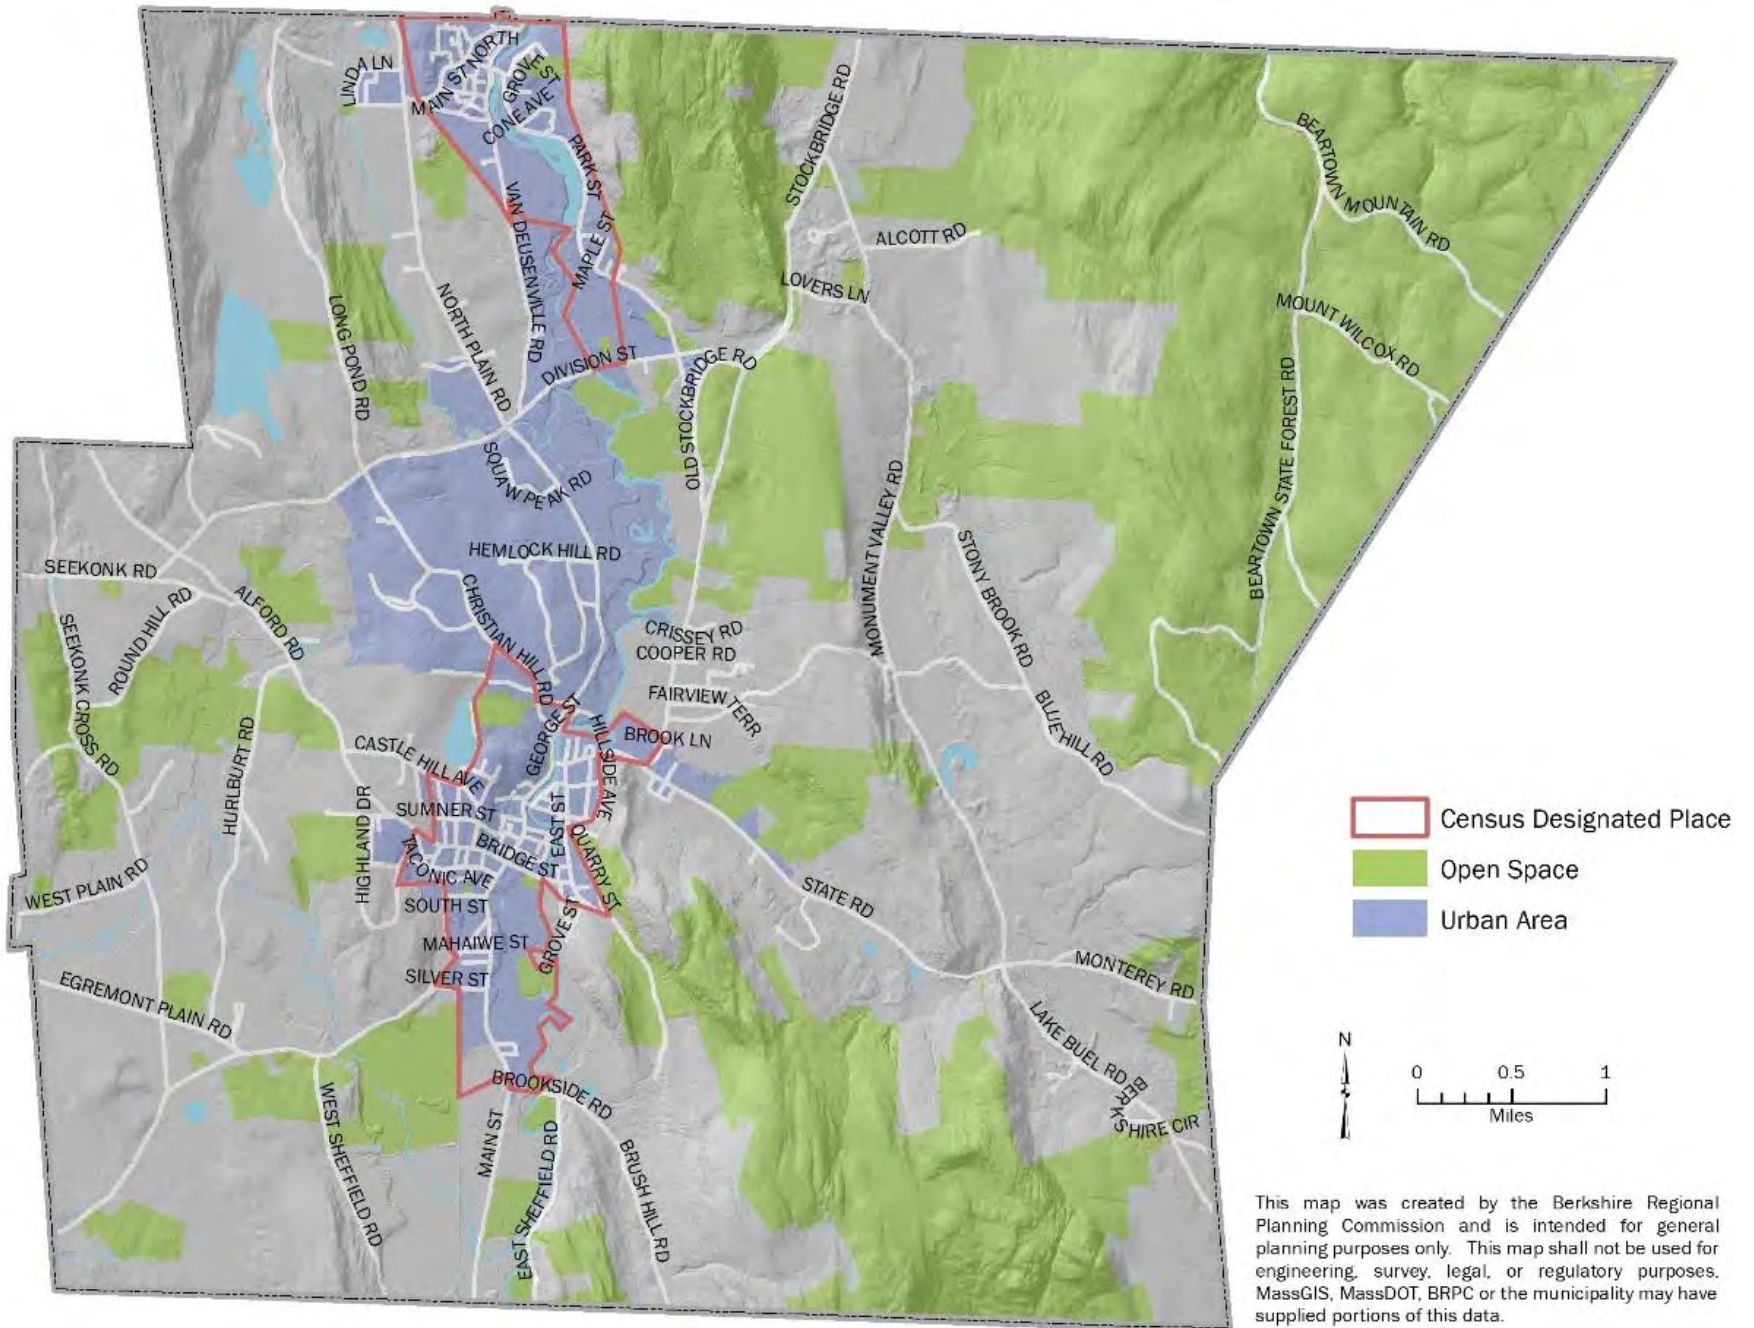 LINDA LN
MAIN ST NORTH
GROVE ST
CONE AVE
PARK ST
STOCKBRIDGE RD
BEARTOWN MOUNTAIN RD
VAN DEUSENVILLE RD
MAPLE ST
ALCOTT RD
LOVERS LN
LONG POND RD
NORTH PLAIN RD
MOUNT WILCOX RD
DIVISION ST
OLD STOCKBRIDGE RD
BEARTOWN STATE FOREST RD
SQUAW PEAK RD
MONUMENT VALLEY RD
HEMLOCK HILL RD
STONY BROOK RD
SEEKONK RD
ROUND HILL RD
ALFORD RD
CHRISTIAN HILL RD
SEEKONK CROSS RD
CRISSEY RD
COOPER RD
FAIRVIEW TERR
BLUE HILL RD
HURLBURT RD
CASTLE HILL AVE
GEORGE ST
HILLSIDE AVE
BROOK LN
HIGHLAND DR
SUMNER ST
EAST ST
QUARRY ST
BRIDGE ST
TACONIC AVE
WEST PLAIN RD
SOUTH ST
STATE RD
MAHAIWE ST
GROVE ST
SILVER ST
MONTEREY RD
EGREMONT PLAIN RD
LAKE BUEL RD
BERKSHIRE CIR
BROOKSIDE RD
WEST SHEFFIELD RD
MAIN ST
EAST SHEFFIELD RD
BRUSH HILL RD
Census Designated Place
Open Space
Urban Area
N
0 0.5 1
Miles
This map was created by the Berkshire Regional
Planning Commission and is intended for general
planning purposes only. This map shall not be used for
engineering, survey, legal, or regulatory purposes.
MassGIS, MassDOT, BRPC or the municipality may have
supplied portions of this data.